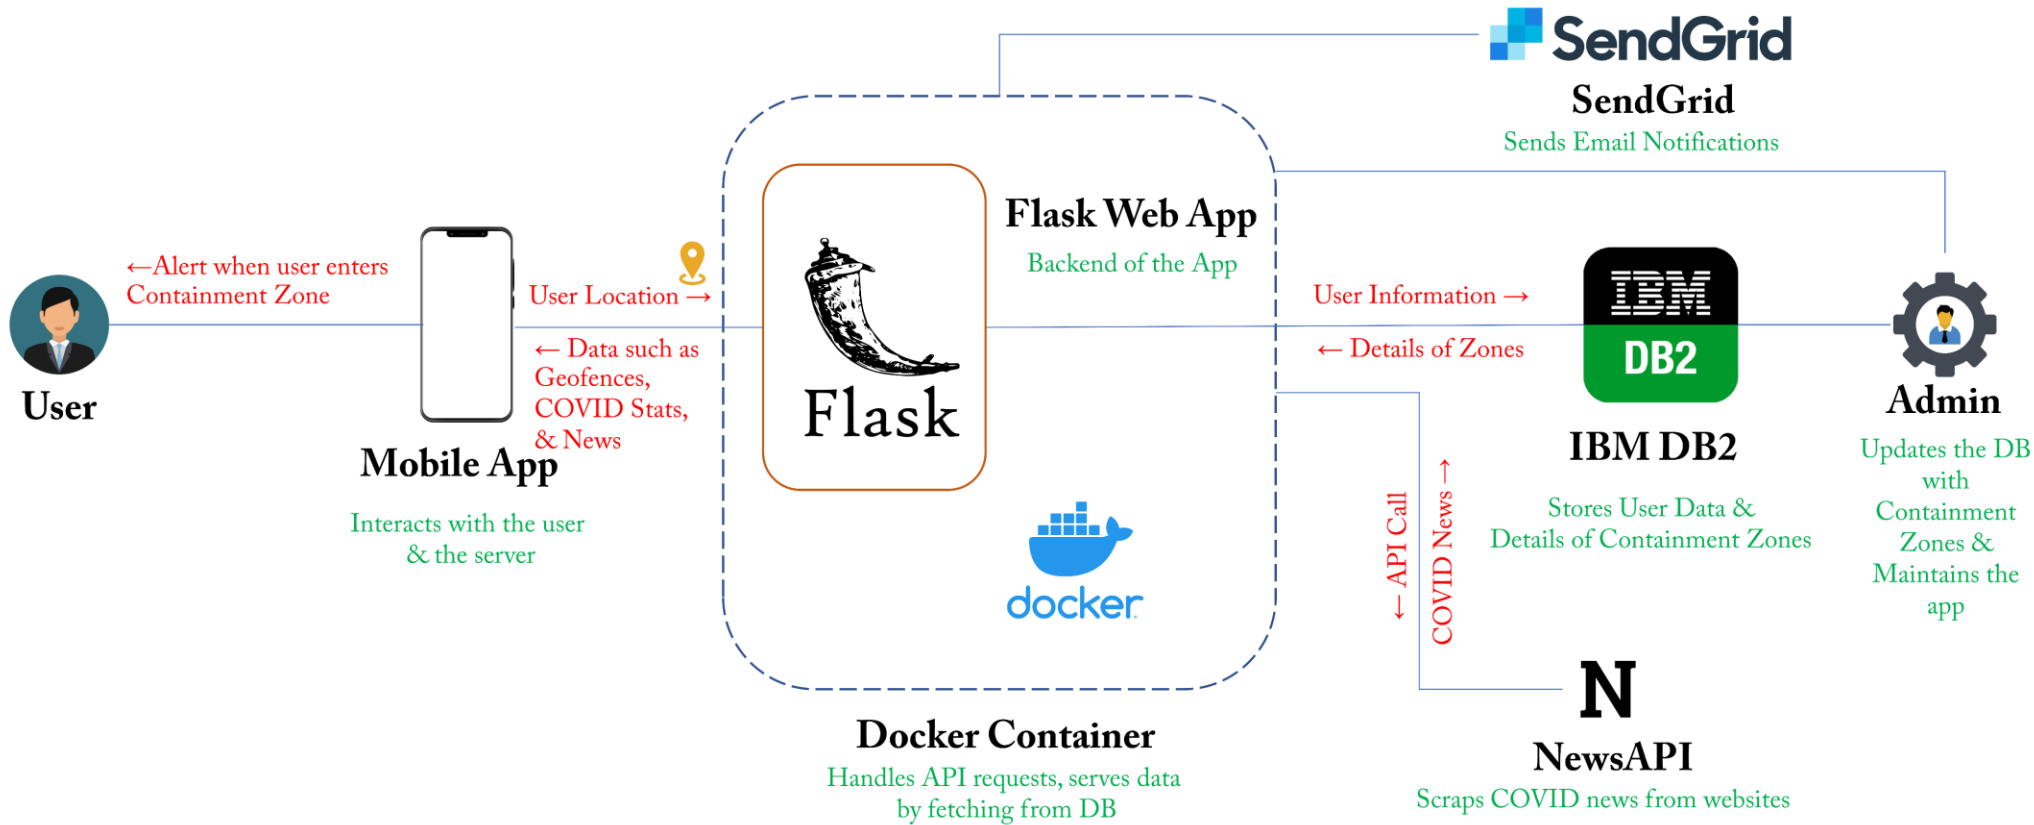 SendGrid
SendGrid
Sends Email Notifications
Flask Web App
Backend of the App
←Alert when user enters
Containment Zone
User Location →
← Data such as
Geofences,
COVID Stats,
& News
User
Mobile App
Interacts with the user
& the server
Flask
docker
Docker Container
Handles API requests, serves data
by fetching from DB
User Information →
← Details of Zones
IBM
DB2
IBM DB2
Stores User Data &
Details of Containment Zones
Admin
Updates the DB
with
Containment
Zones &
Maintains the
app
← API Call
COVID News →
N
NewsAPI
Scraps COVID news from websites